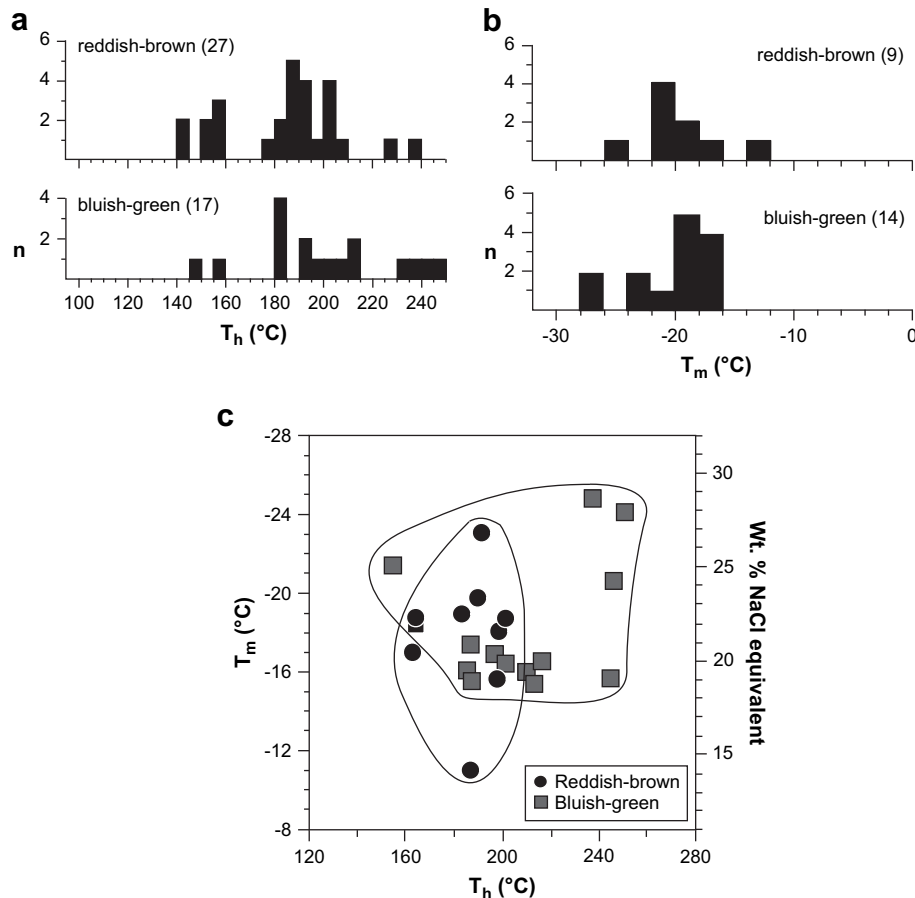 a
b
6
4
2
reddish-brown (27)
6
4
2
reddish-brown (9)
4
2
n
bluish-green (17)
100 120 140 160 180 200 220 240
Th (°C)
6
4
2
n
bluish-green (14)
-30 -20 -10 0
Tm (°C)
c
-28
-24
-20
-16
-12
-8
Tm (°C)
30
25
20
15
Wt. % NaCl equivalent
Reddish-brown
Bluish-green
120 160 200 240 280
Th (°C)